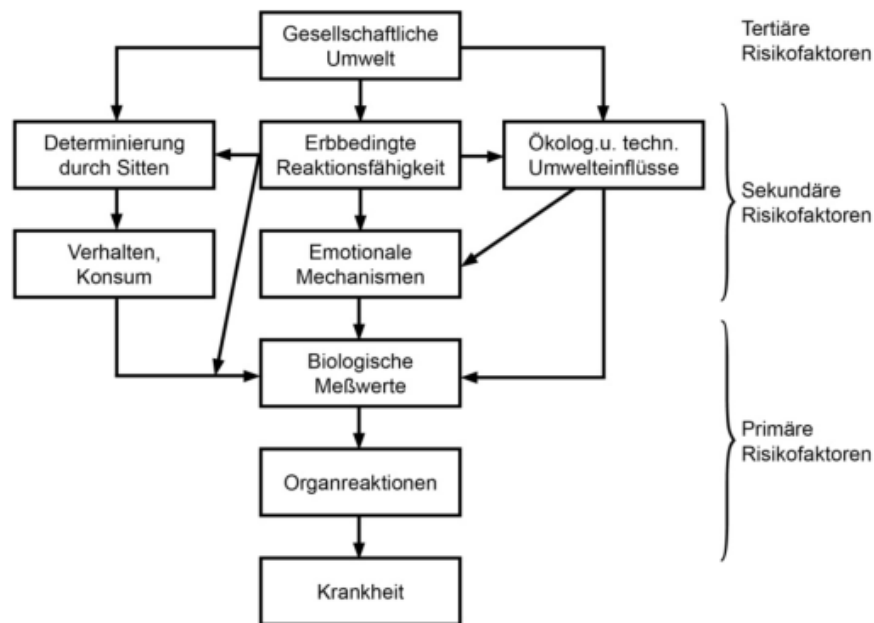 Gesellschaftliche
Umwelt
Tertiäre
Risikofaktoren
Determinierung
durch Sitten
Erbbedingte
Reaktionsfähigkeit
Ökolog.u. techn.
Umwelteinflüsse
Sekundäre
Risikofaktoren
Verhalten,
Konsum
Emotionale
Mechanismen
Biologische
Meßwerte
Primäre
Risikofaktoren
Organreaktionen
Krankheit